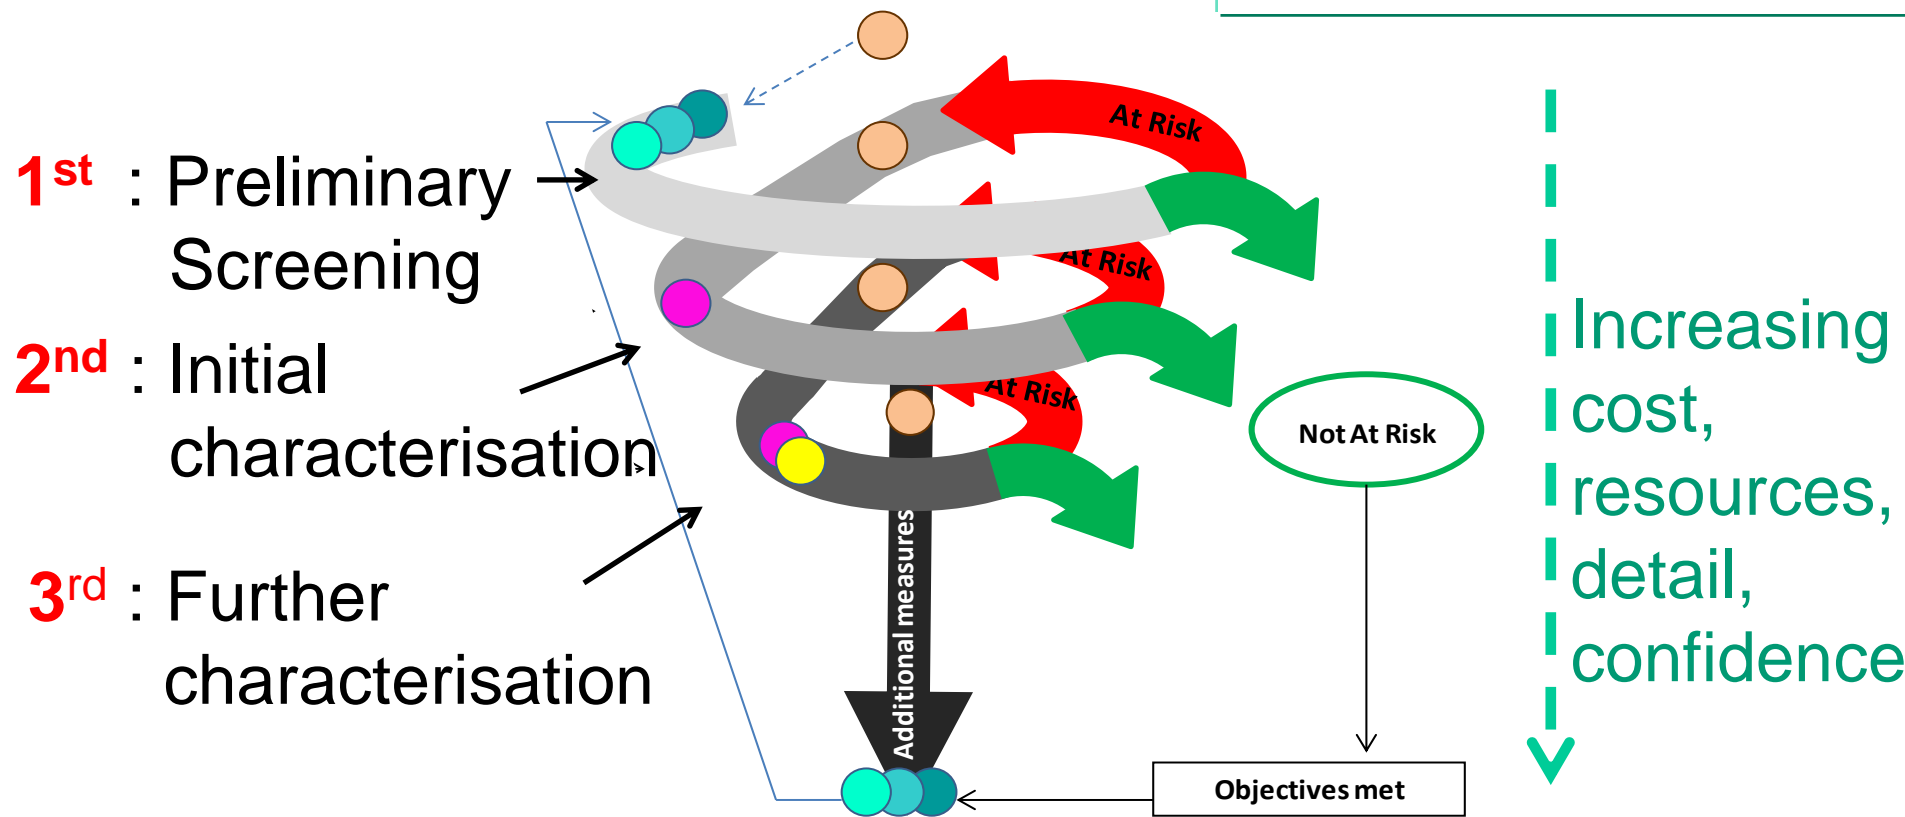 1st : Preliminary
Screening
2nd : Initial
characterisation
3rd : Further
characterisation
At Risk
At Risk
At Risk
Additional measures
Not At Risk
Objectives met
Increasing
cost,
resources,
detail,
confidence